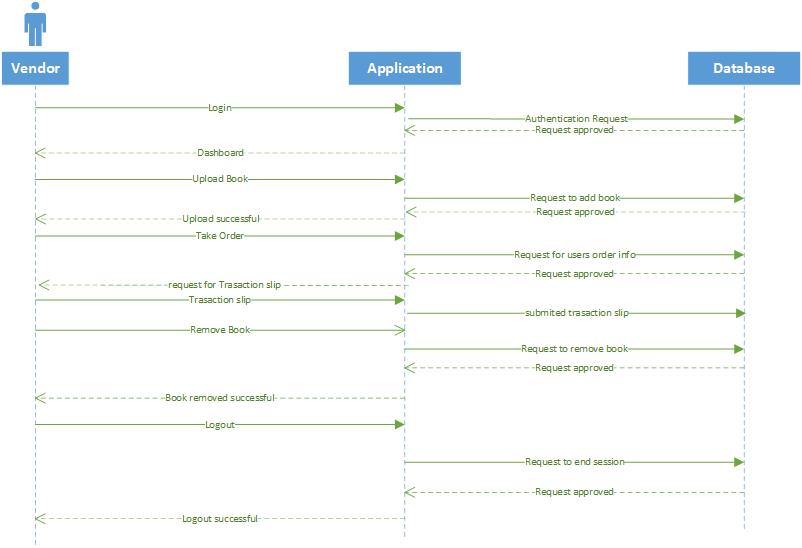 Vendor
Application
Database
Login
Authentication Request
Request approved
Dashboard
Upload Book
Request to add book
Request approved
Upload successful
Take Order
Request for users order info
Request approved
request for Trasaction slip
Trasaction slip
submited trasaction slip
Remove Book
Request to remove book
Request approved
Book removed successful
Logout
Request to end session
Request approved
Logout successful